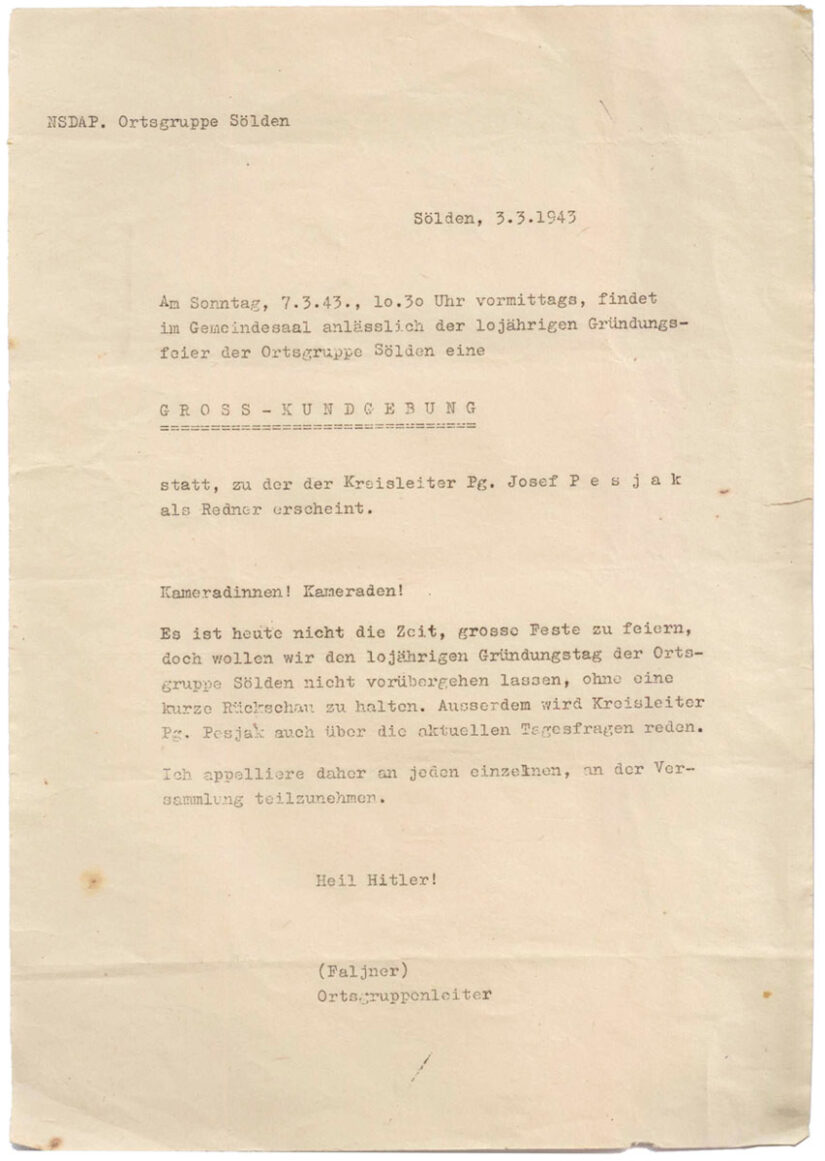 NSDAP. Ortsgruppe Sölden
Sölden, 3.3.1943
Am Sonntag, 7.3.43., lo.3o Uhr vormittags, findet
im Gemeindesaal anlässlich der lojährigen Gründungs-
feier der Ortsgruppe Sölden eine
G R O S S - K U N D G E B U N G
===============================
statt, zu der der Kreisleiter Pg. Josef P e s j a k
als Redner erscheint.
Kameradinnen! Kameraden!
Es ist heute nicht die Zeit, grosse Feste zu feiern,
doch wollen wir den lojährigen Gründungstag der Orts-
gruppe Sölden nicht vorübergehen lassen, ohne eine
kurze Rückschau zu halten. Ausserdem wird Kreisleiter
Pg. Pesjak auch über die aktuellen Tagesfragen reden.
Ich appelliere daher an jeden einzelnen, an der Ver-
sammlung teilzunehmen.
Heil Hitler!
(Faljner)
Ortsgruppenleiter